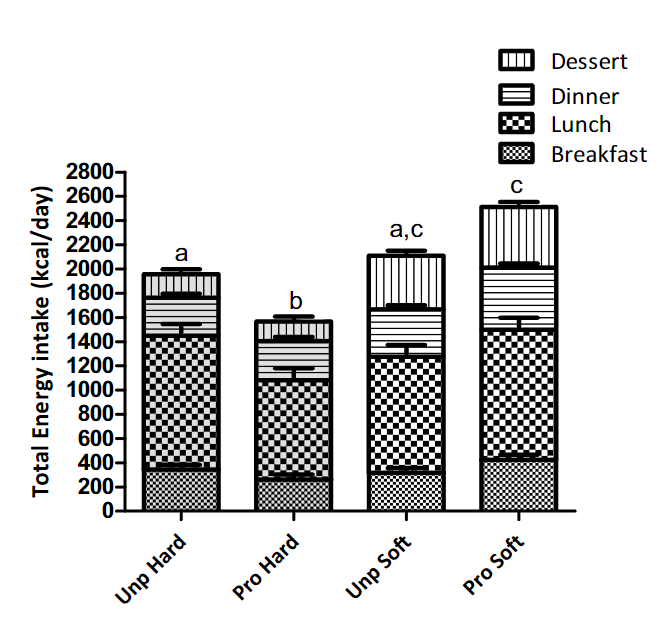 Dessert
Dinner
Lunch
Breakfast
Total Energy intake (kcal/day)
2800
2600
2400
2200
2000
1800
1600
1400
1200
1000
800
600
400
200
0
a
b
a,c
c
Unp Hard
Pro Hard
Unp Soft
Pro Soft